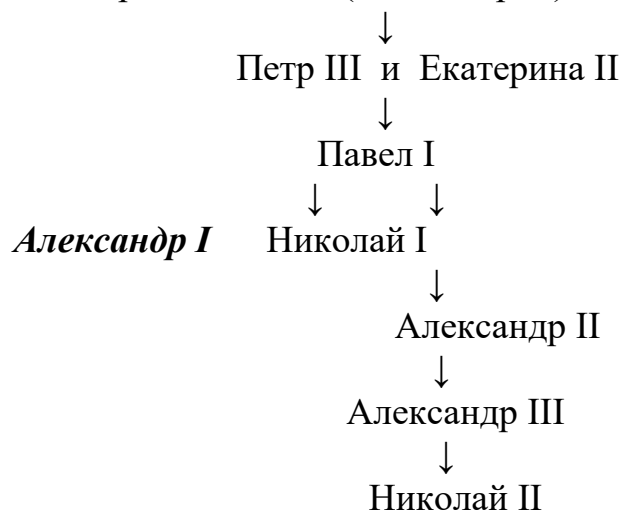 ↓
Петр III и Екатерина II
↓
Павел I
↓ ↓
Александр I Николай I
↓
Александр II
↓
Александр III
↓
Николай II